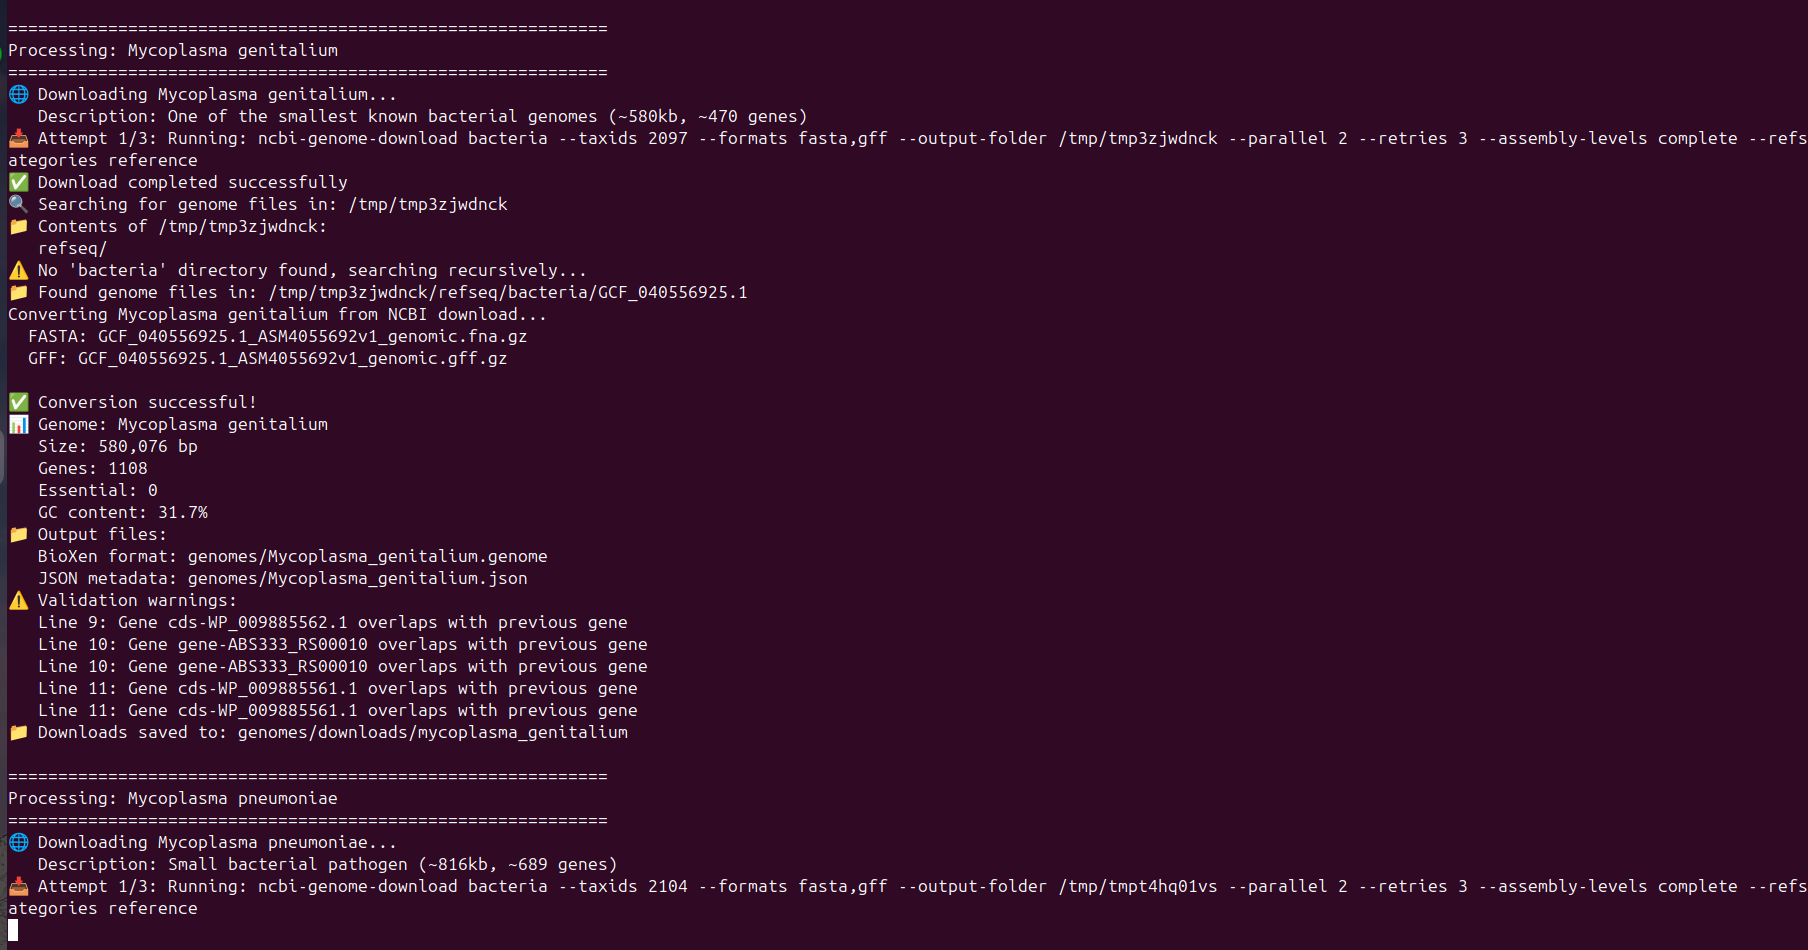 ============================================================
Processing: Mycoplasma genitalium
============================================================
🌐 Downloading Mycoplasma genitalium...
   Description: One of the smallest known bacterial genomes (~580kb, ~470 genes)
📥 Attempt 1/3: Running: ncbi-genome-download bacteria --taxids 2097 --formats fasta,gff --output-folder /tmp/tmp3zjwdnck --parallel 2 --retries 3 --assembly-levels complete --refs
ategories reference
✅ Download completed successfully
🔍 Searching for genome files in: /tmp/tmp3zjwdnck
📁 Contents of /tmp/tmp3zjwdnck:
   refseq/
⚠️ No 'bacteria' directory found, searching recursively...
📁 Found genome files in: /tmp/tmp3zjwdnck/refseq/bacteria/GCF_040556925.1
Converting Mycoplasma genitalium from NCBI download...
  FASTA: GCF_040556925.1_ASM4055692v1_genomic.fna.gz
  GFF: GCF_040556925.1_ASM4055692v1_genomic.gff.gz

✅ Conversion successful!
📊 Genome: Mycoplasma genitalium
   Size: 580,076 bp
   Genes: 1108
   Essential: 0
   GC content: 31.7%
📁 Output files:
   BioXen format: genomes/Mycoplasma_genitalium.genome
   JSON metadata: genomes/Mycoplasma_genitalium.json
⚠️ Validation warnings:
   Line 9: Gene cds-WP_009885562.1 overlaps with previous gene
   Line 10: Gene gene-ABS333_RS00010 overlaps with previous gene
   Line 10: Gene gene-ABS333_RS00010 overlaps with previous gene
   Line 11: Gene cds-WP_009885561.1 overlaps with previous gene
   Line 11: Gene cds-WP_009885561.1 overlaps with previous gene
📁 Downloads saved to: genomes/downloads/mycoplasma_genitalium

============================================================
Processing: Mycoplasma pneumoniae
============================================================
🌐 Downloading Mycoplasma pneumoniae...
   Description: Small bacterial pathogen (~816kb, ~689 genes)
📥 Attempt 1/3: Running: ncbi-genome-download bacteria --taxids 2104 --formats fasta,gff --output-folder /tmp/tmpt4hq01vs --parallel 2 --retries 3 --assembly-levels complete --refs
ategories reference